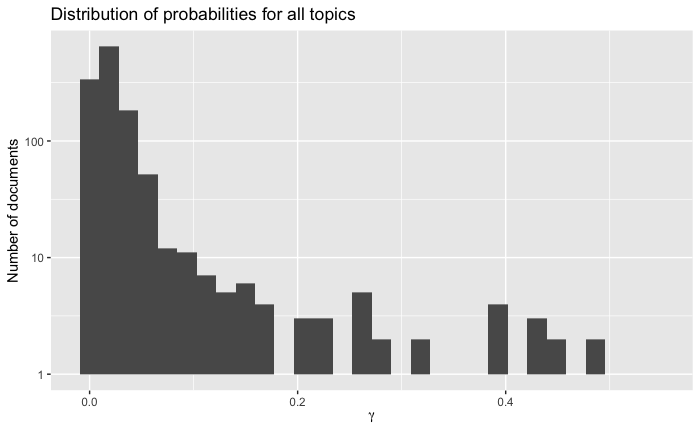 Distribution of probabilities for all topics
Number of documents
100
10
1
0.0 0.2 0.4
γ